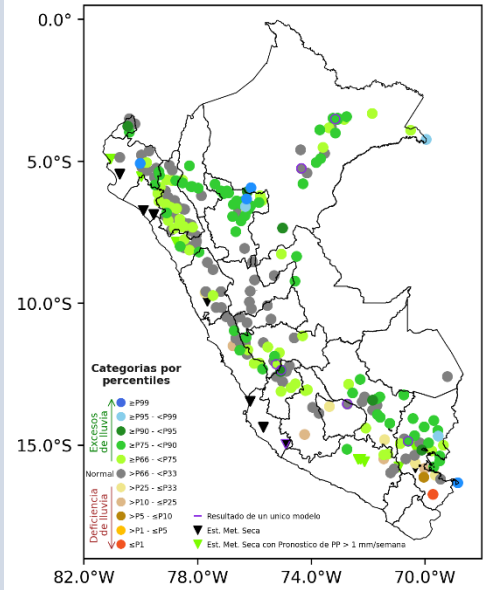 0.0°
5.0°S
10.0°S
15.0°S
Categorias por
percentiles
Excesos
de lluvia
Normal
Deficiencia
de lluvia
≥P99
≥P95 - <P99
≥P90 - <P95
≥P75 - <P90
≥P66 - <P75
>P66 - <P33
>P25 - ≤P33
>P10 - ≤P25
>P5 - ≤P10
>P1 - ≤P5
≤P1
Resultado de un unico modelo
Est. Met. Seca
Est. Met. Seca con Pronostico de PP > 1 mm/semana
82.0°W 78.0°W 74.0°W 70.0°W